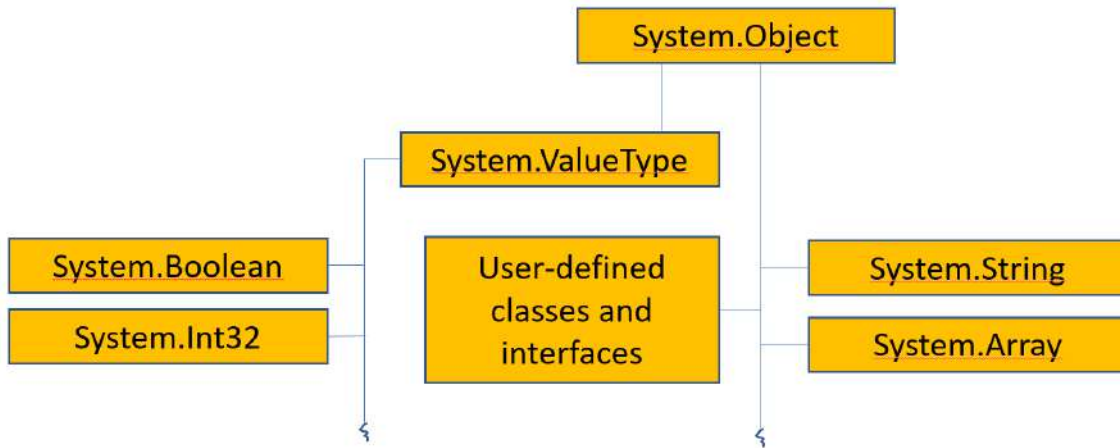 System.Object
System.ValueType
System.Boolean
User-defined
classes and
interfaces
System.String
System.Int32
System.Array